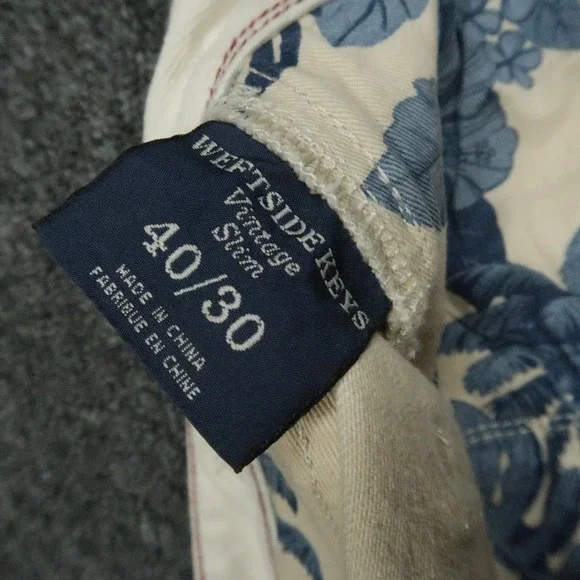 WEFTSIDE KEYS
Vintage
Slim
40/30
MADE IN CHINA
FABRIQUE EN CHINE